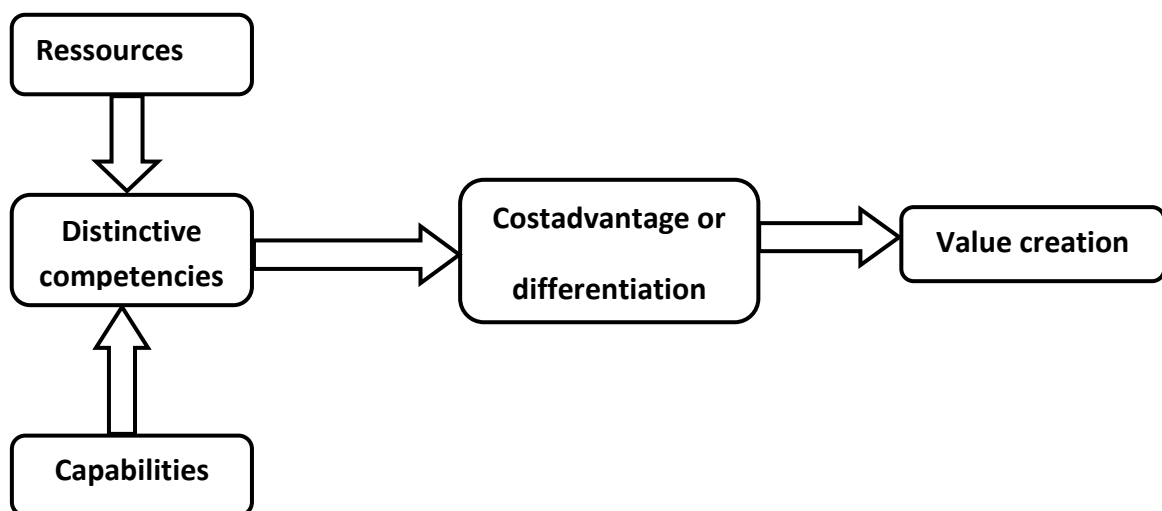 Ressources
Distinctive
competencies
Costadvantage or
differentiation
Value creation
Capabilities